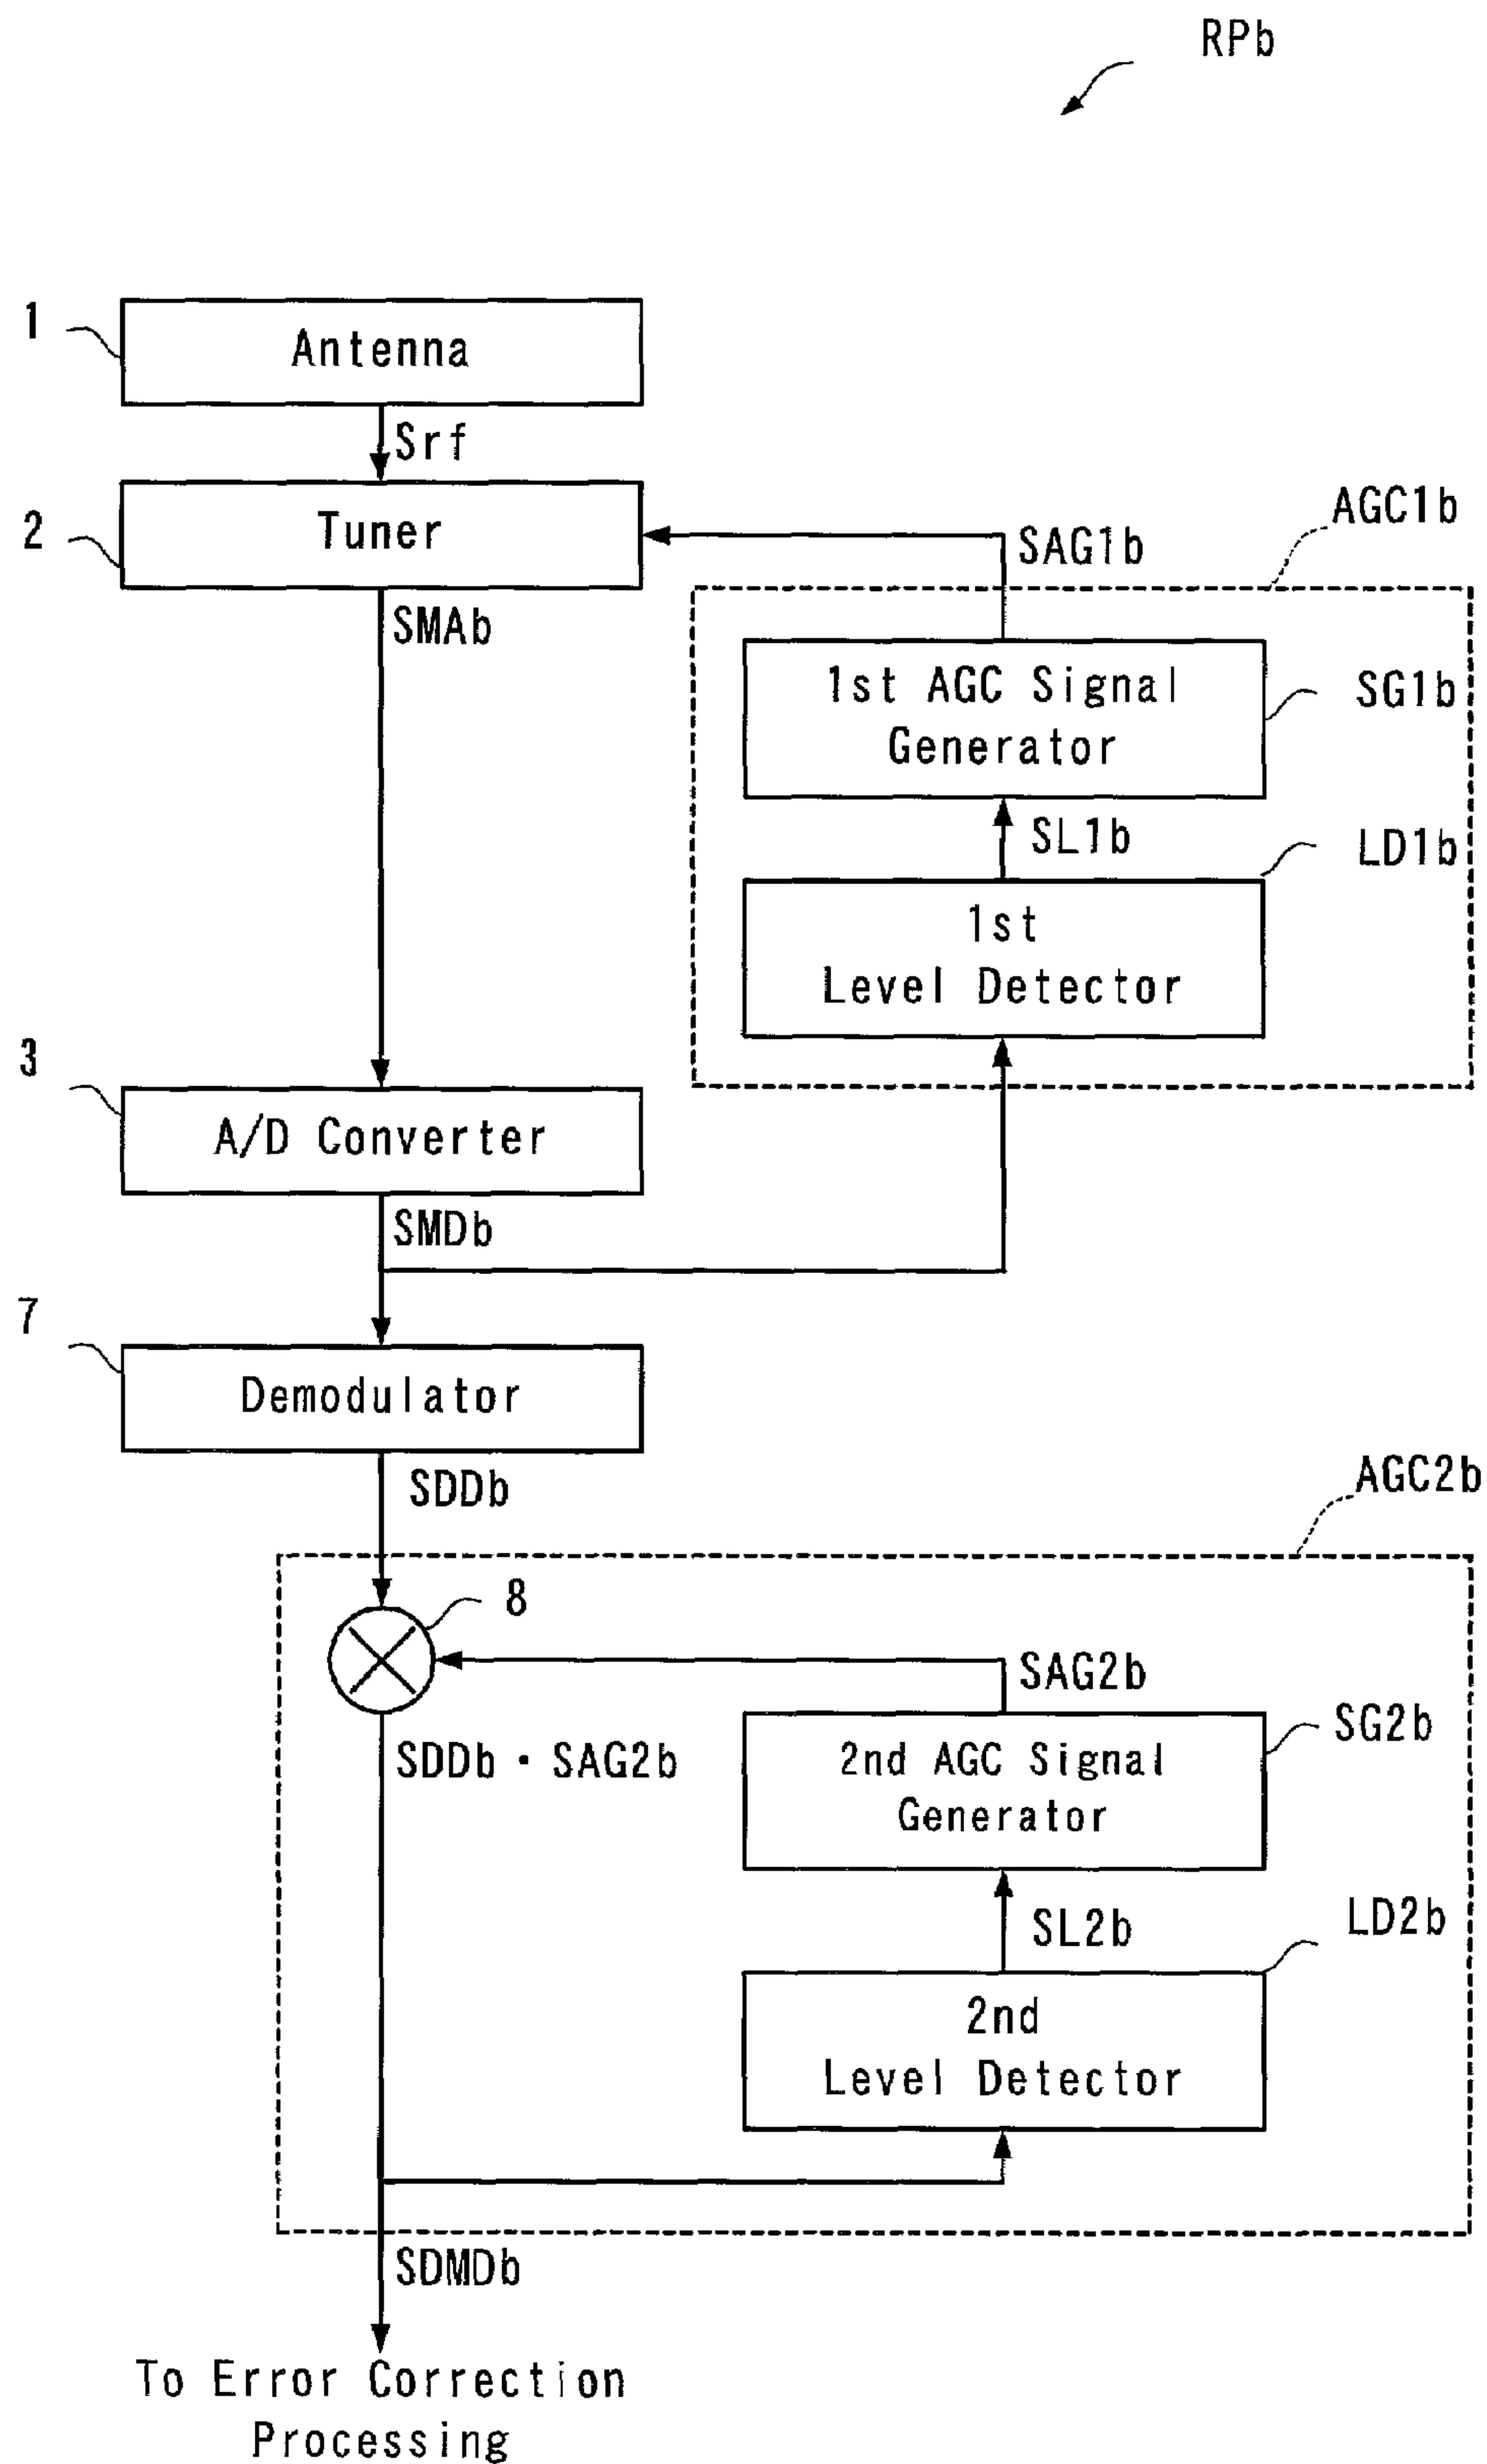 RPb
1
Antenna
Srf
2
Tuner
AGC1b
SAG1b
SMAb
1st AGC Signal
Generator
SG1b
SL1b
LD1b
1st
Level Detector
3
A/D Converter
SMDb
7
Demodulator
SDDb
AGC2b
8
SAG2b
SDDb・SAG2b
2nd AGC Signal
Generator
SG2b
SL2b
LD2b
2nd
Level Detector
SDMDb
To Error Correction
Processing